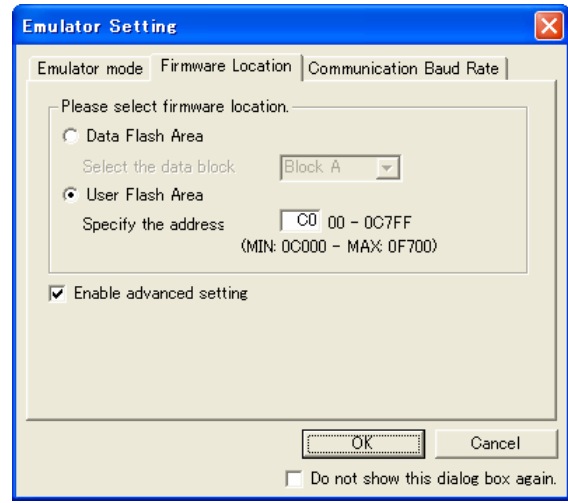 Emulator Setting
Emulator mode Firmware Location Communication Baud Rate
Please select firmware location.
Data Flash Area
Select the data block Block A
User Flash Area
Specify the address C0 00 - 0C7FF
(MIN: 0C000 - MAX: 0F700)
Enable advanced setting
OK Cancel
Do not show this dialog box again.